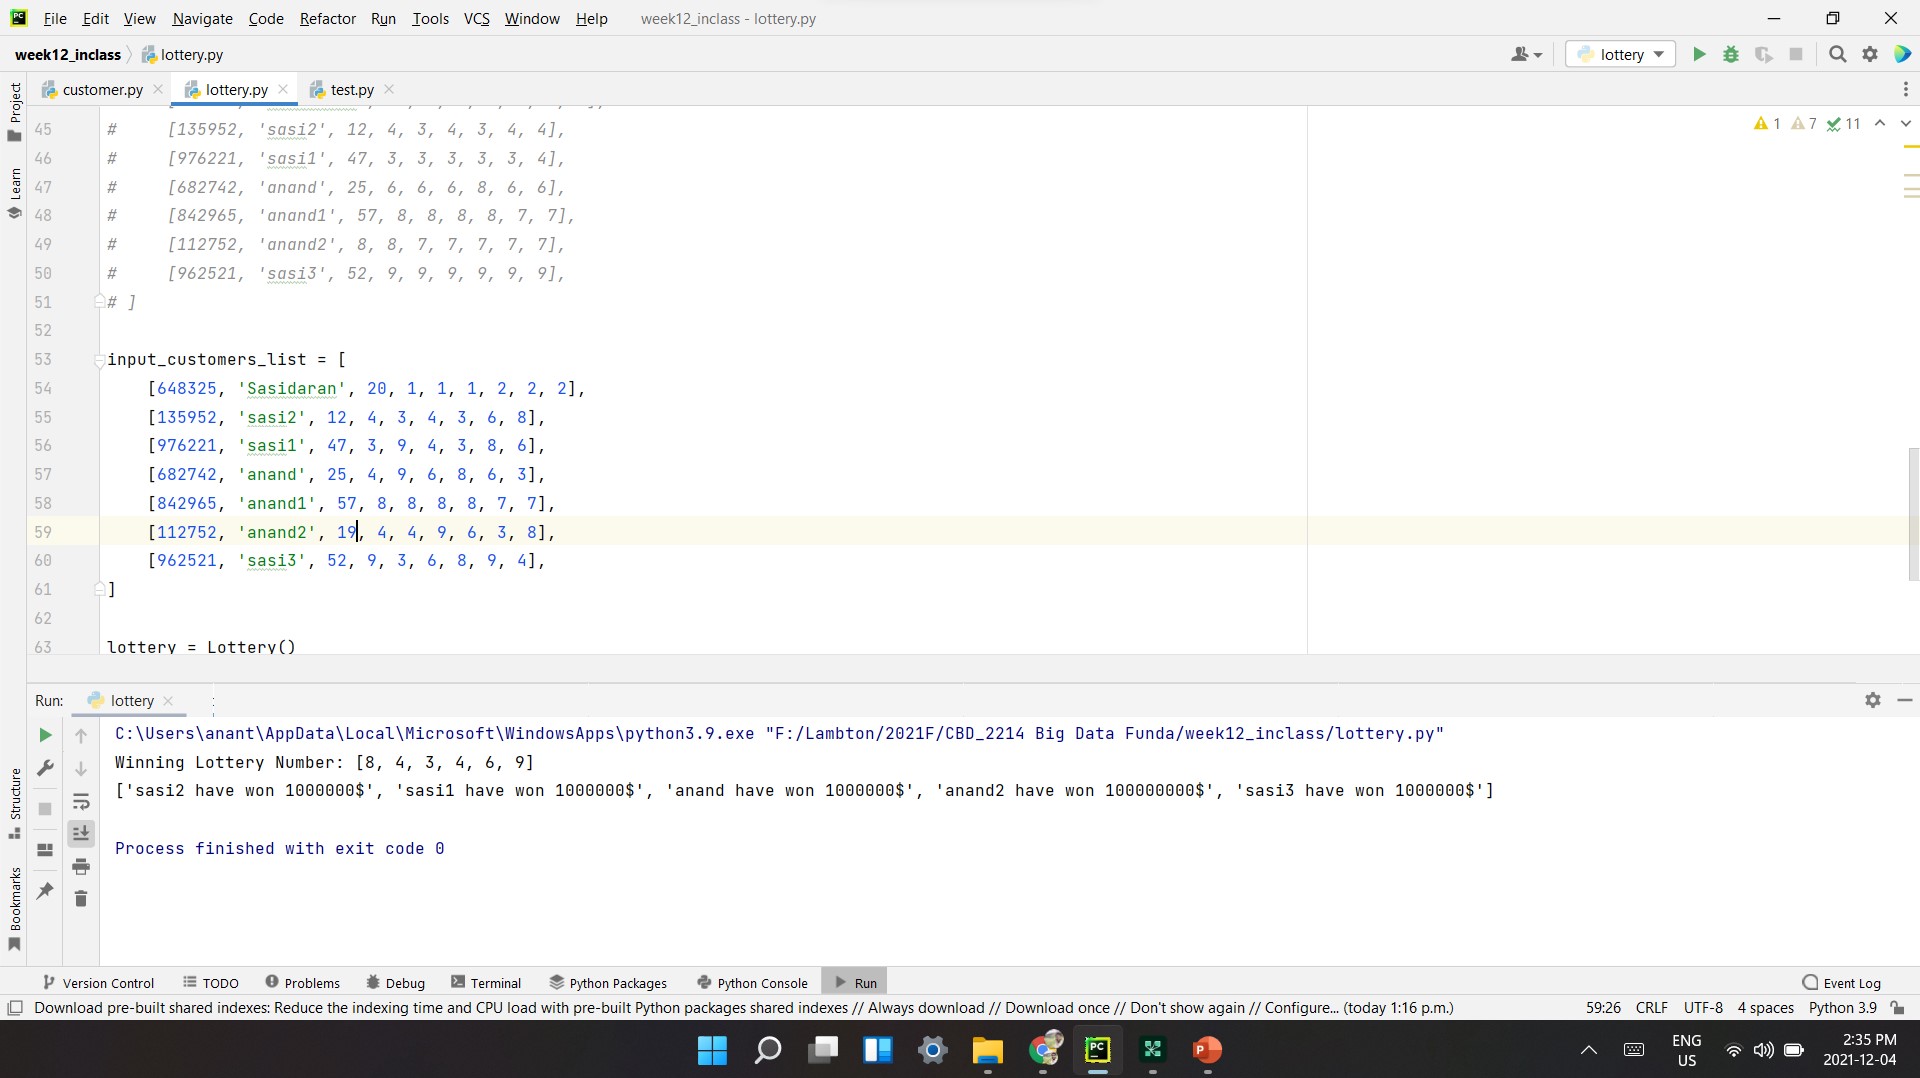 File Edit View Navigate Code Refactor Run Tools VCS Window Help week12_inclass - lottery.py
week12_inclass lottery.py lottery
customer.py lottery.py test.py
Project
Learn
Structure
Bookmarks
1 7 11
45 # [135952, 'sasi2', 12, 4, 3, 4, 3, 4, 4],
46 # [976221, 'sasi1', 47, 3, 3, 3, 3, 3, 4],
47 # [682742, 'anand', 25, 6, 6, 6, 8, 6, 6],
48 # [842965, 'anand1', 57, 8, 8, 8, 8, 7, 7],
49 # [112752, 'anand2', 8, 8, 7, 7, 7, 7, 7],
50 # [962521, 'sasi3', 52, 9, 9, 9, 9, 9, 9],
51 # ]
52
53 input_customers_list = [
54 [648325, 'Sasidaran', 20, 1, 1, 1, 2, 2, 2],
55 [135952, 'sasi2', 12, 4, 3, 4, 3, 6, 8],
56 [976221, 'sasi1', 47, 3, 9, 4, 3, 8, 6],
57 [682742, 'anand', 25, 4, 9, 6, 8, 6, 3],
58 [842965, 'anand1', 57, 8, 8, 8, 8, 7, 7],
59 [112752, 'anand2', 19, 4, 4, 9, 6, 3, 8],
60 [962521, 'sasi3', 52, 9, 3, 6, 8, 9, 4],
61 ]
62
63 lottery = Lottery()
Run: lottery
C:\Users\anant\AppData\Local\Microsoft\WindowsApps\python3.9.exe "F:/Lambton/2021F/CBD_2214 Big Data Funda/week12_inclass/lottery.py"
Winning Lottery Number: [8, 4, 3, 4, 6, 9]
['sasi2 have won 1000000$', 'sasi1 have won 1000000$', 'anand have won 1000000$', 'anand2 have won 100000000$', 'sasi3 have won 1000000$']
Process finished with exit code 0
Version Control TODO Problems Debug Terminal Python Packages Python Console Run Event Log
Download pre-built shared indexes: Reduce the indexing time and CPU load with pre-built Python packages shared indexes // Always download // Download once // Don't show again // Configure... (today 1:16 p.m.) 59:26 CRLF UTF-8 4 spaces Python 3.9
ENG
US
2:35 PM
2021-12-04